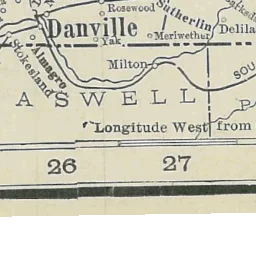 Rosewood
Sutherlin
Danville
Delila
Yak
Meriwether
Milton
Almagro
Stokesland
SOU
ASWELL
P
Longitude West from
26
27